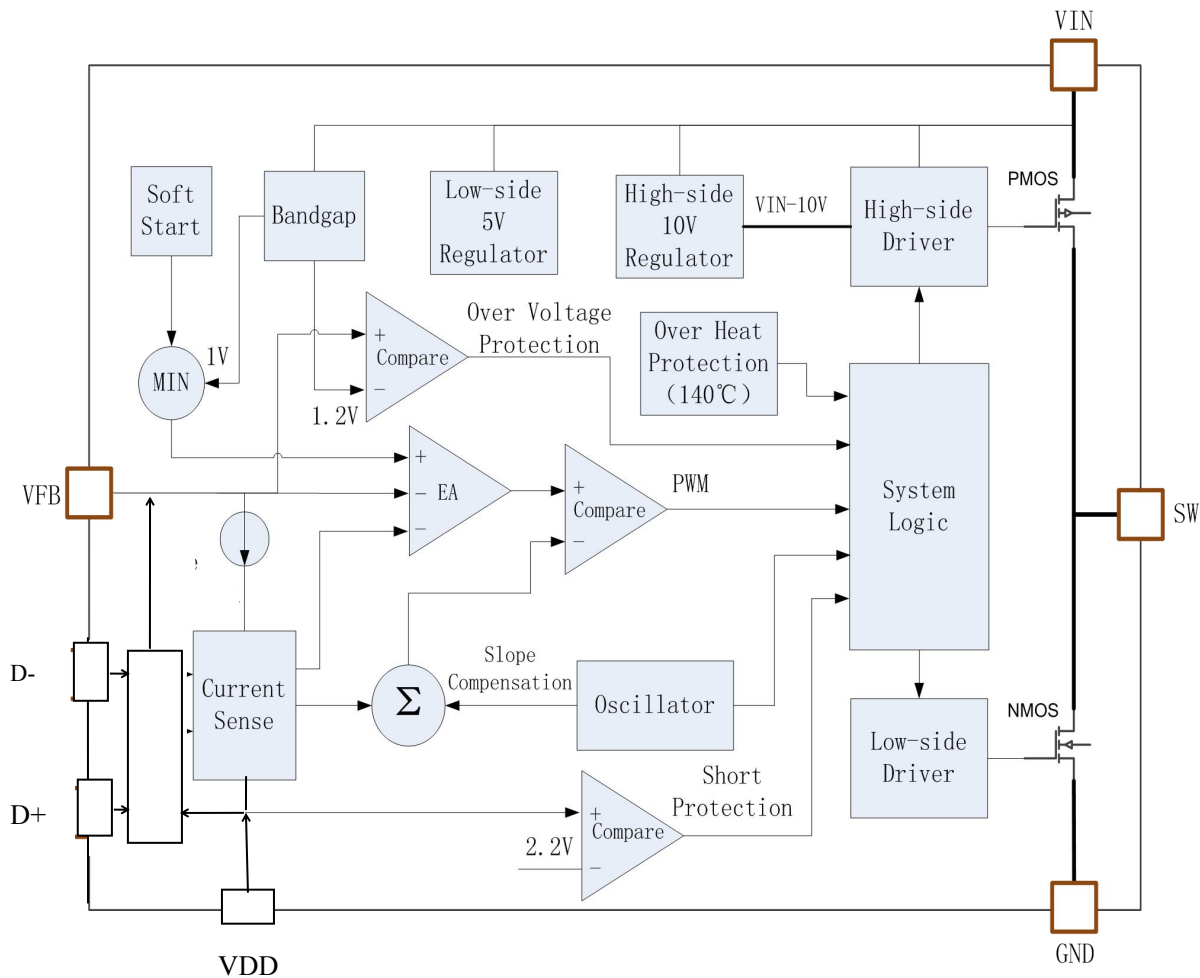 VIN
PMOS
Soft
Start
Bandgap
Low-side
5V
Regulator
High-side
10V
Regulator
VIN-10V
High-side
Driver
Over Voltage
Protection
+
Compare
−
1.2V
Over Heat
Protection
（140℃）
MIN
1V
+
− EA
−
+
Compare
−
PWM
System
Logic
VFB
SW
D-
Current
Sense
Slope
Compensation
Σ
Oscillator
NMOS
Low-side
Driver
D+
Short
Protection
+
Compare
−
2.2V
VDD
GND